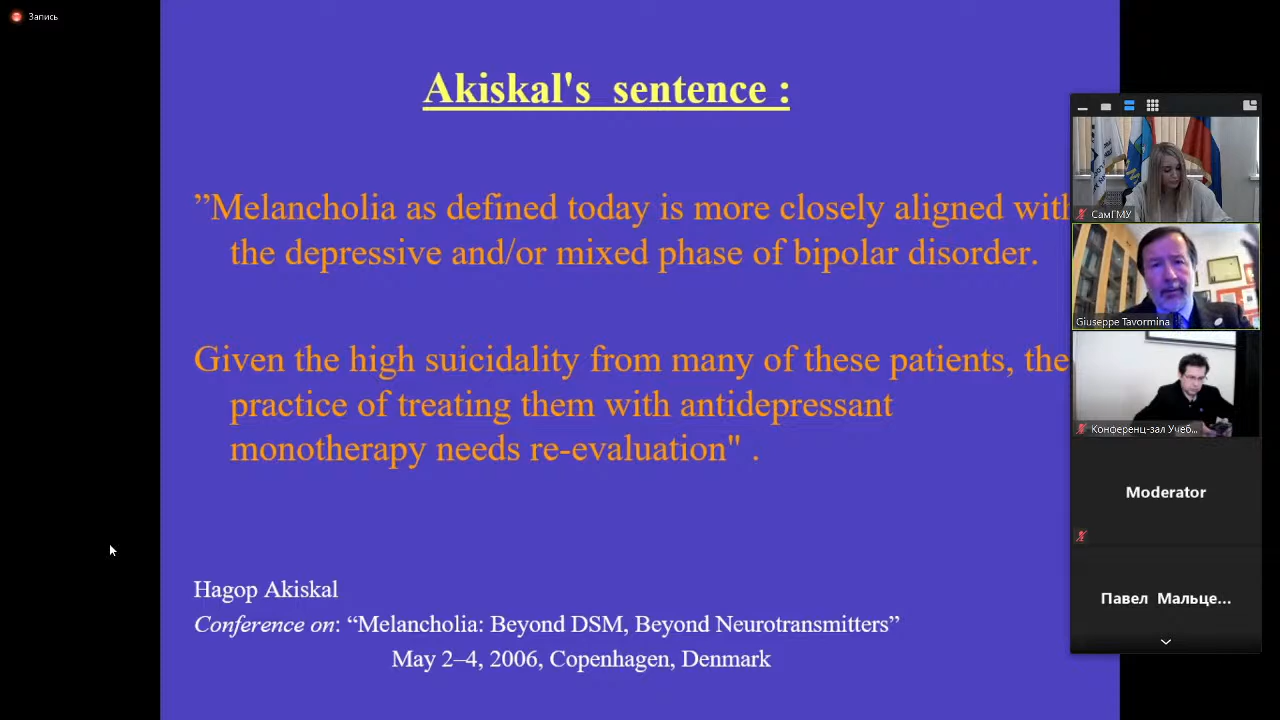 Запись
Akiskal's sentence :
”Melancholia as defined today is more closely aligned with
the depressive and/or mixed phase of bipolar disorder.
Given the high suicidality from many of these patients, the
practice of treating them with antidepressant
monotherapy needs re-evaluation" .
Hagop Akiskal
Conference on: “Melancholia: Beyond DSM, Beyond Neurotransmitters”
May 2–4, 2006, Copenhagen, Denmark
СамГМУ
Giuseppe Tavormina
Конференц-зал Учеб...
Moderator
Павел Мальце...